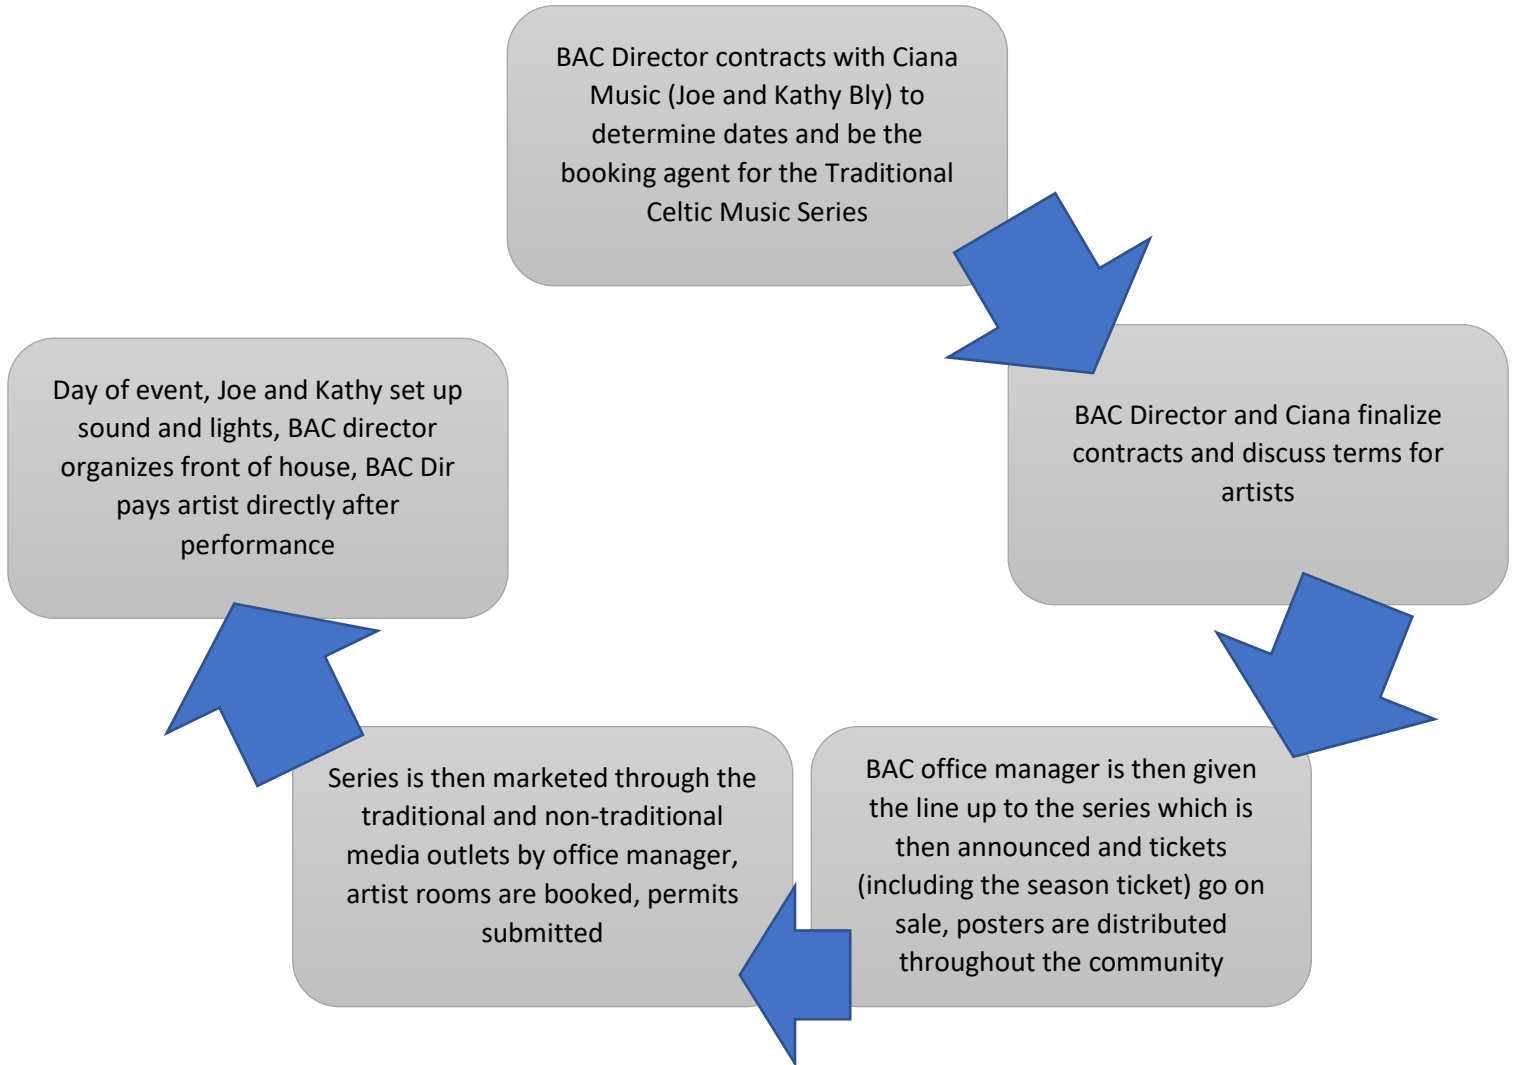 BAC Director contracts with Ciana
Music (Joe and Kathy Bly) to
determine dates and be the
booking agent for the Traditional
Celtic Music Series
BAC Director and Ciana finalize
contracts and discuss terms for
artists
BAC office manager is then given
the line up to the series which is
then announced and tickets
(including the season ticket) go on
sale, posters are distributed
throughout the community
Series is then marketed through the
traditional and non-traditional
media outlets by office manager,
artist rooms are booked, permits
submitted
Day of event, Joe and Kathy set up
sound and lights, BAC director
organizes front of house, BAC Dir
pays artist directly after
performance